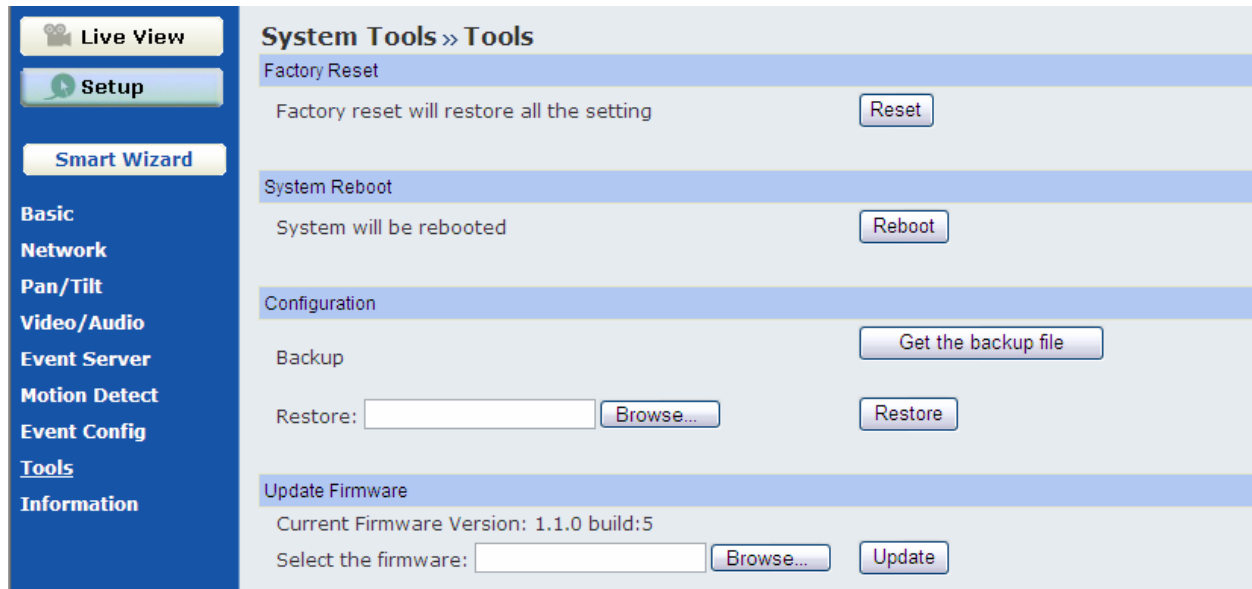 Live View
Setup
Smart Wizard
Basic
Network
Pan/Tilt
Video/Audio
Event Server
Motion Detect
Event Config
Tools
Information
System Tools » Tools
Factory Reset
Factory reset will restore all the setting Reset
System Reboot
System will be rebooted Reboot
Configuration
Backup Get the backup file
Restore: Browse... Restore
Update Firmware
Current Firmware Version: 1.1.0 build:5
Select the firmware: Browse... Update